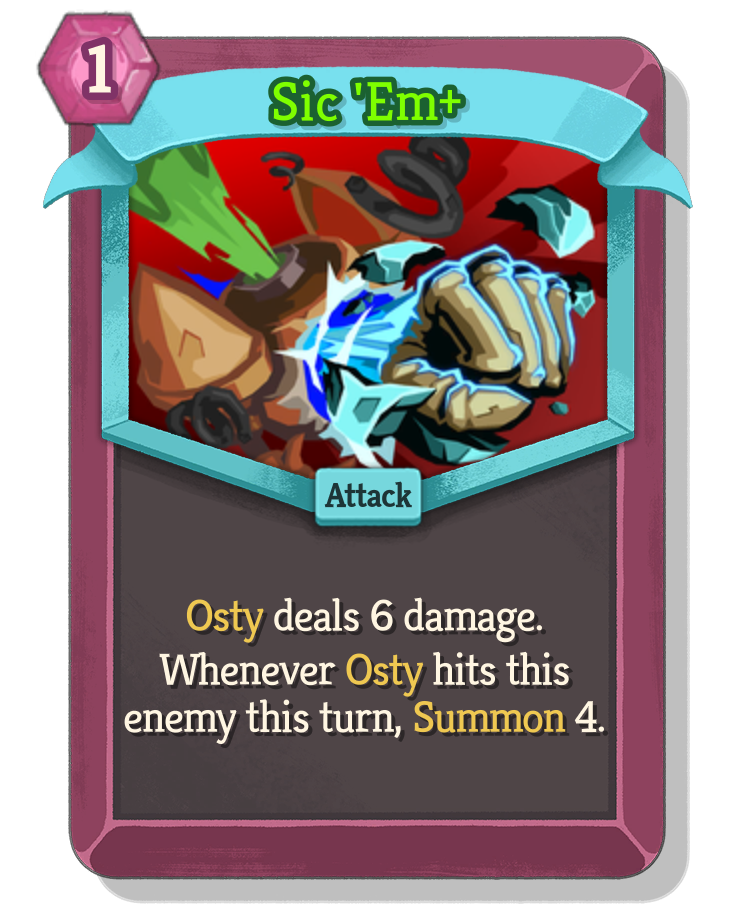 1
Sic 'Em+
Attack
Osty deals 6 damage.
Whenever Osty hits this
enemy this turn, Summon 4.